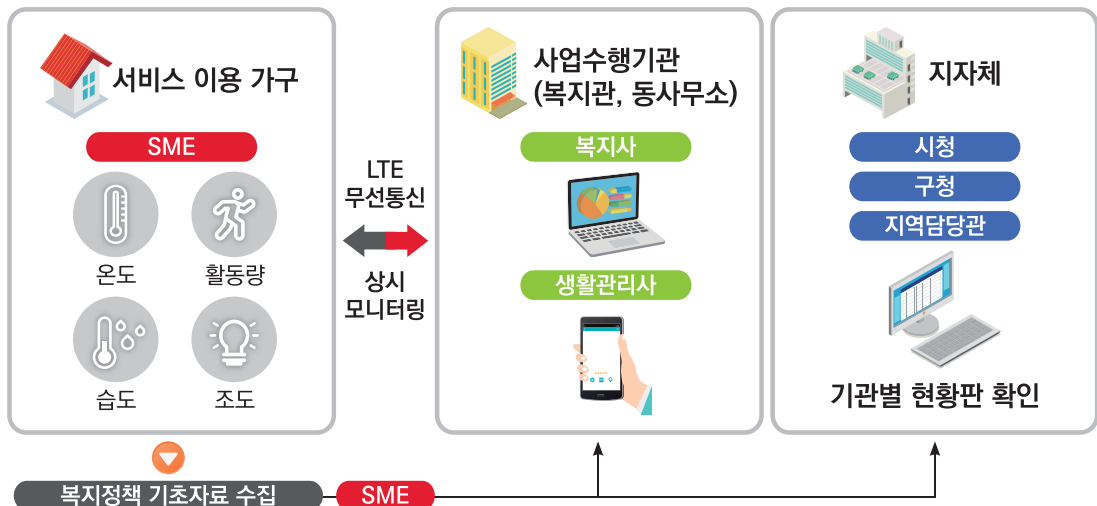 서비스 이용 가구
SME
온도
활동량
습도
조도
LTE
무선통신
상시
모니터링
사업수행기관
(복지관, 동사무소)
복지사
생활관리사
지자체
시청
구청
지역담당관
기관별 현황판 확인
복지정책 기초자료 수집
SME